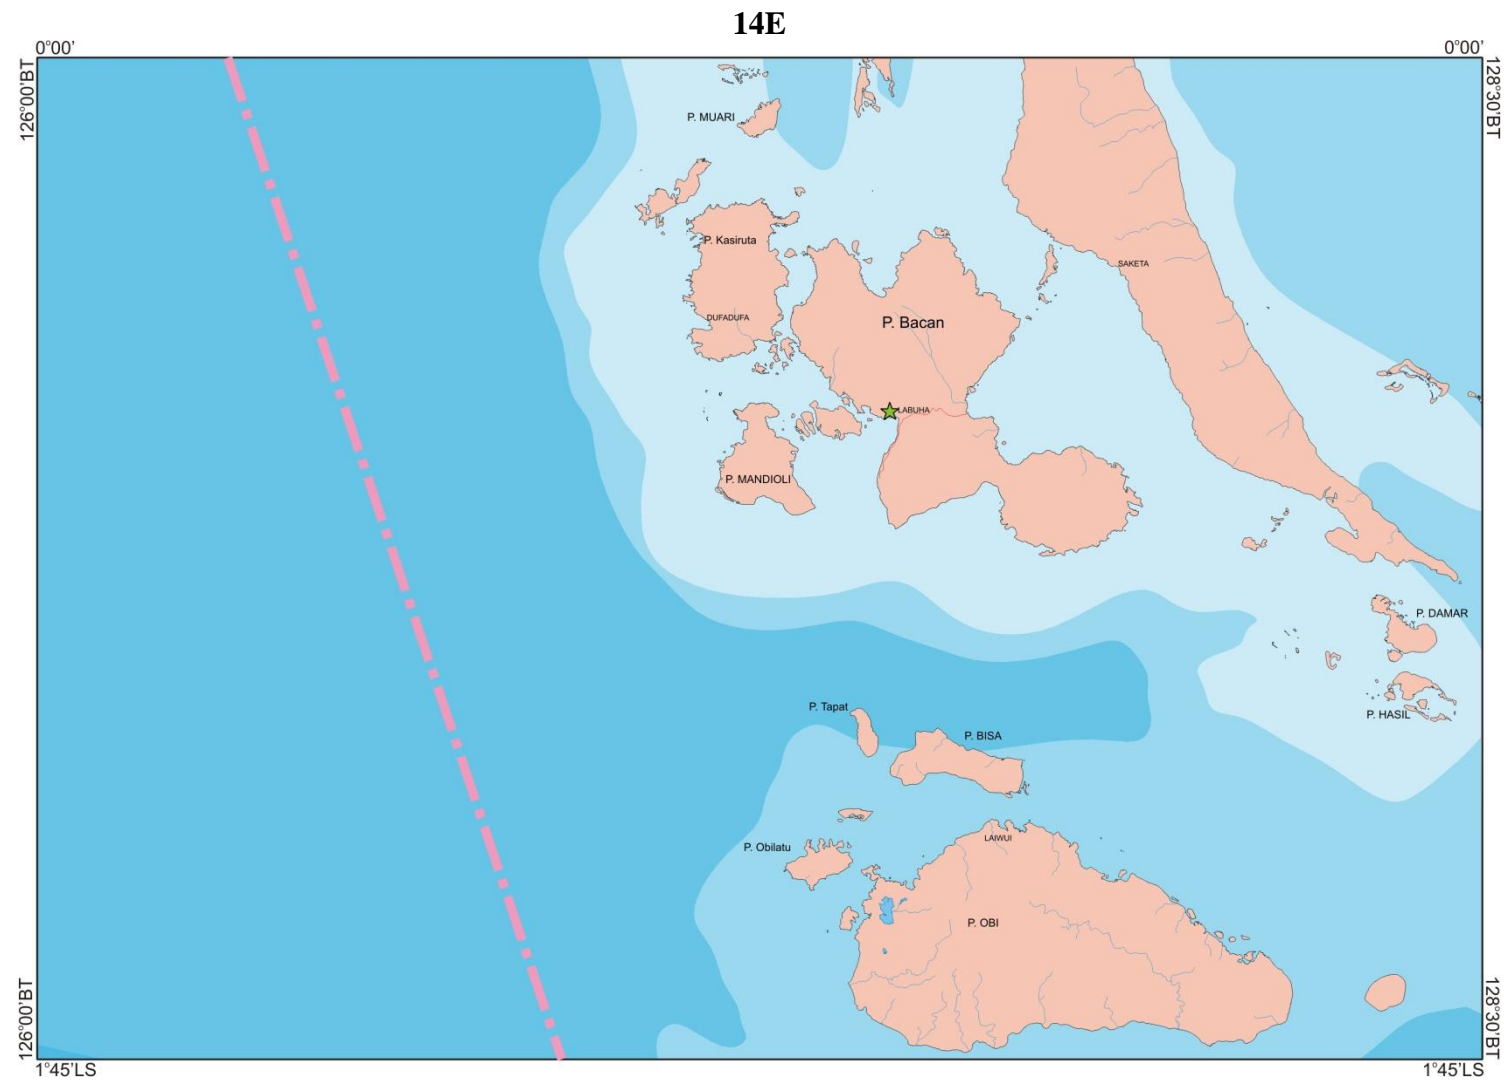 14E
0°00'
0°00'
126°00'BT
128°30'BT
P. MUARI
P. Kasiruta
SAKETA
DUFADUFA
P. Bacan
LABUHA
P. MANDIOLI
P. DAMAR
P. Tapat
P. HASIL
P. BISA
LAIWUI
P. Obilatu
P. OBI
126°00'BT
128°30'BT
1°45'LS
1°45'LS